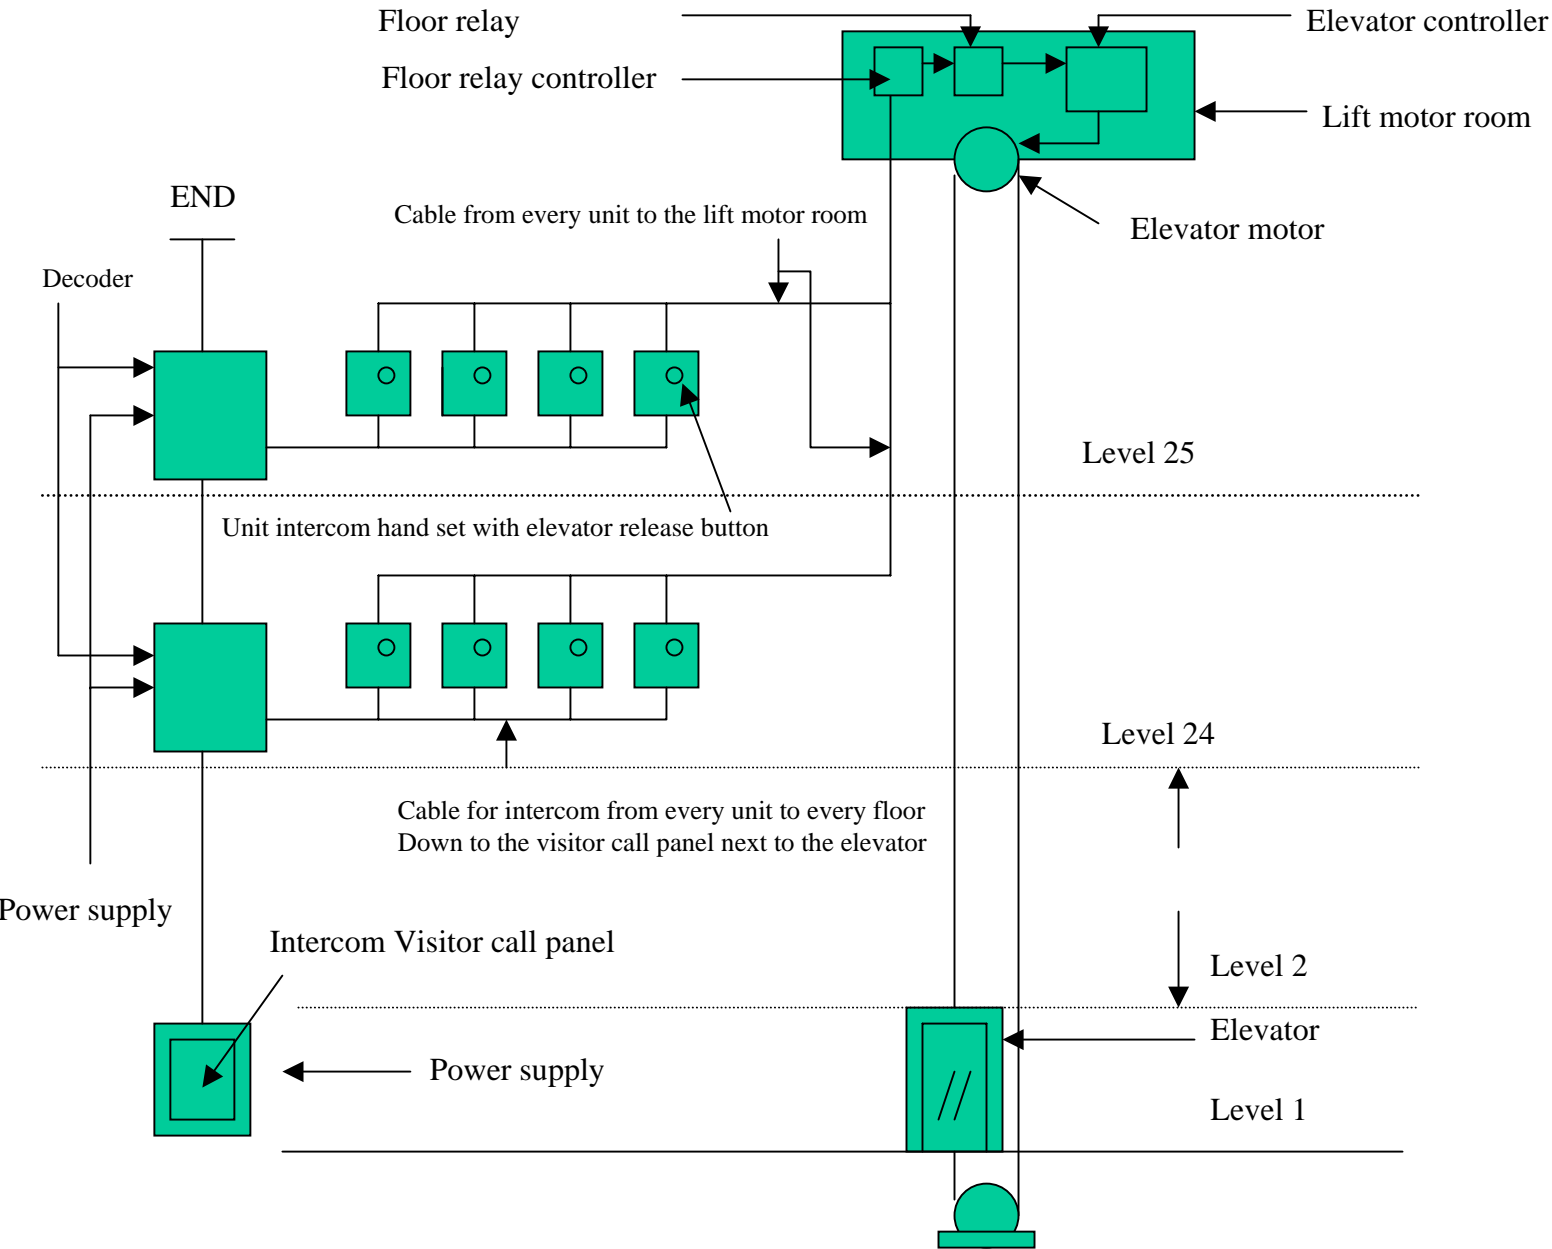 Floor relay
Elevator controller
Floor relay controller
Lift motor room
END
Cable from every unit to the lift motor room
Elevator motor
Decoder
Level 25
Unit intercom hand set with elevator release button
Level 24
Cable for intercom from every unit to every floor
Down to the visitor call panel next to the elevator
Power supply
Intercom Visitor call panel
Level 2
Elevator
Power supply
Level 1